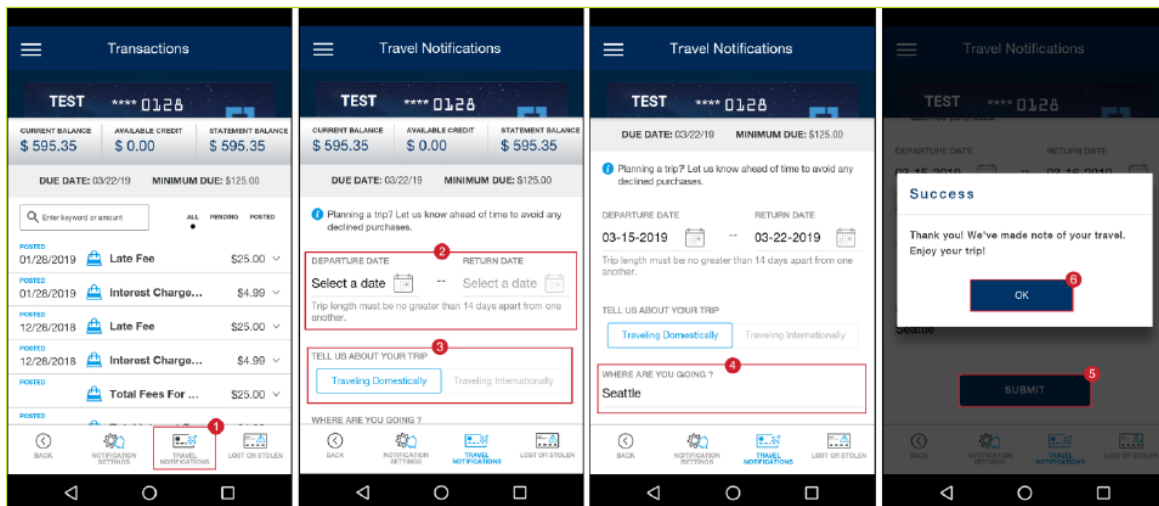 Transactions
TEST **** 0128
CURRENT BALANCE AVAILABLE CREDIT STATEMENT BALANCE
$ 595.35 $ 0.00 $ 595.35
DUE DATE: 03/22/19 MINIMUM DUE: $125.00
Enter keyword or amount ALL PENDING POSTED
POSTED
01/28/2019 Late Fee $25.00
POSTED
01/28/2019 Interest Charge... $4.99
POSTED
12/28/2018 Late Fee $25.00
POSTED
12/28/2018 Interest Charge... $4.99
POSTED
Total Fees For ... $25.00
POSTED
1
BACK NOTIFICATION SETTINGS TRAVEL NOTIFICATIONS LOST OR STOLEN
Travel Notifications
TEST **** 0128
CURRENT BALANCE AVAILABLE CREDIT STATEMENT BALANCE
$ 595.35 $ 0.00 $ 595.35
DUE DATE: 03/22/19 MINIMUM DUE: $125.00
Planning a trip? Let us know ahead of time to avoid any
declined purchases.
2
DEPARTURE DATE RETURN DATE
Select a date -- Select a date
Trip length must be no greater than 14 days apart from one
another.
3
TELL US ABOUT YOUR TRIP
Traveling Domestically Traveling Internationally
WHERE ARE YOU GOING ?
BACK NOTIFICATION SETTINGS TRAVEL NOTIFICATIONS LOST OR STOLEN
Travel Notifications
TEST **** 0128
DUE DATE: 03/22/19 MINIMUM DUE: $125.00
Planning a trip? Let us know ahead of time to avoid any
declined purchases.
DEPARTURE DATE RETURN DATE
03-15-2019 -- 03-22-2019
Trip length must be no greater than 14 days apart from one
another.
TELL US ABOUT YOUR TRIP
Traveling Domestically Traveling Internationally
4
WHERE ARE YOU GOING ?
Seattle
BACK NOTIFICATION SETTINGS TRAVEL NOTIFICATIONS LOST OR STOLEN
Travel Notifications
TEST **** 0128
declined purchases.
DEPARTURE DATE RETURN DATE
Success
Thank you! We've made note of your travel.
Enjoy your trip!
6
OK
Seattle
5
SUBMIT
BACK NOTIFICATION SETTINGS TRAVEL NOTIFICATIONS LOST OR STOLEN